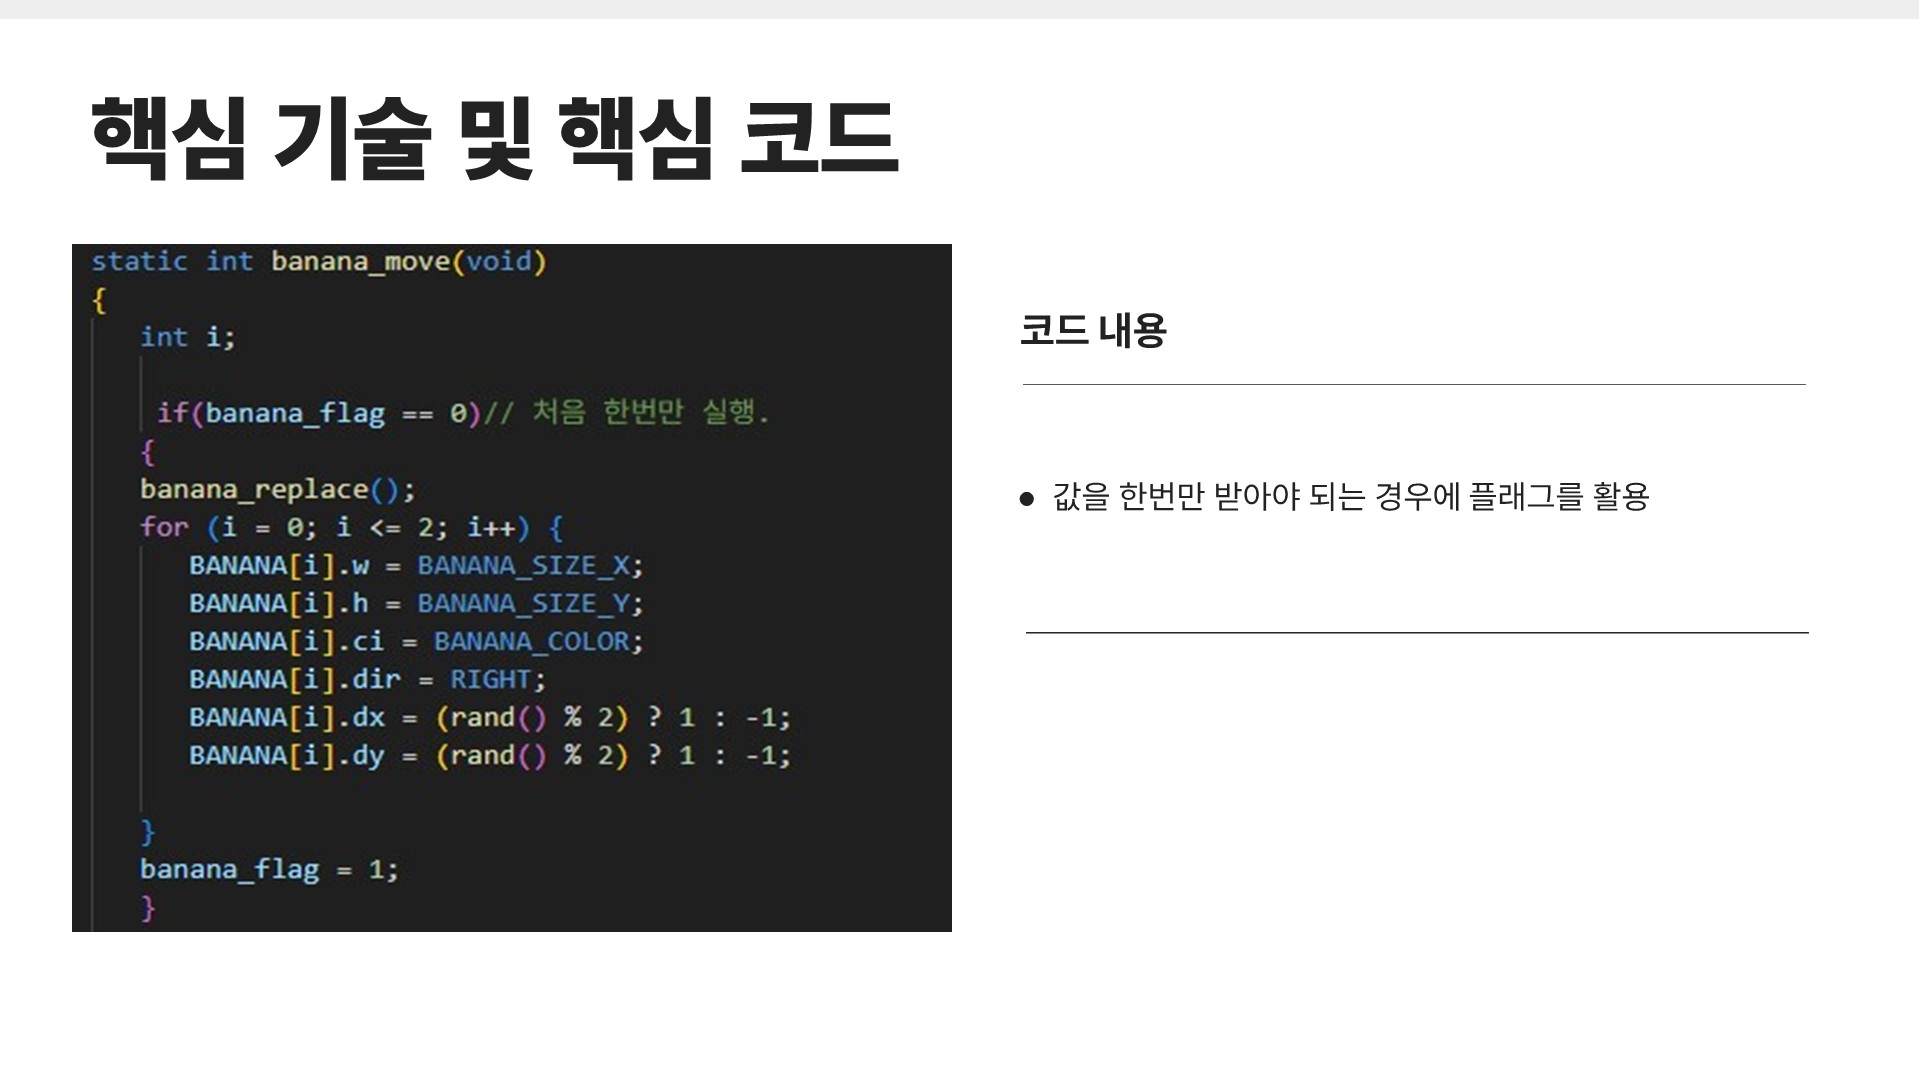 핵심 기술 및 핵심 코드
static int banana_move(void)
{
int i;
if(banana_flag == 0)// 처음 한번만 실행.
{
banana_replace();
for (i = 0; i <= 2; i++) {
BANANA[i].w = BANANA_SIZE_X;
BANANA[i].h = BANANA_SIZE_Y;
BANANA[i].ci = BANANA_COLOR;
BANANA[i].dir = RIGHT;
BANANA[i].dx = (rand() % 2) ? 1 : -1;
BANANA[i].dy = (rand() % 2) ? 1 : -1;
}
banana_flag = 1;
}
코드 내용
● 값을 한번만 받아야 되는 경우에 플래그를 활용